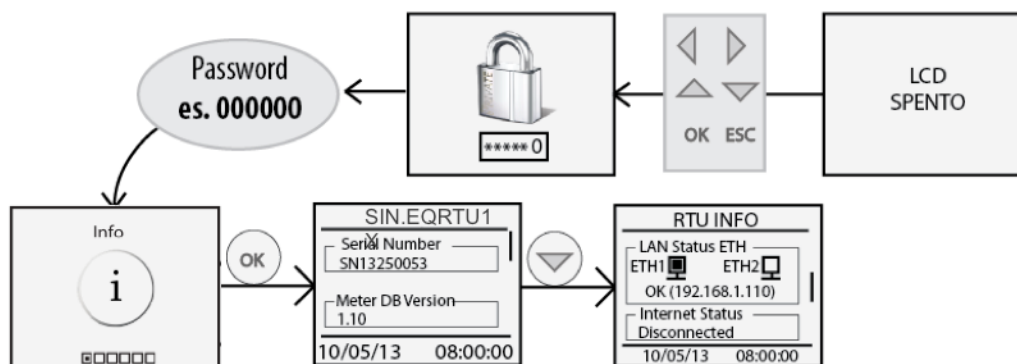 Password
es. 000000
PRIVATE
*****0
OK ESC
LCD
SPENTO
Info
i
OK
SIN.EQRTU1
X
Serial Number
SN13250053
Meter DB Version
1.10
10/05/13 08:00:00
RTU INFO
LAN Status ETH
ETH1 ETH2
OK (192.168.1.110)
Internet Status
Disconnected
10/05/13 08:00:00